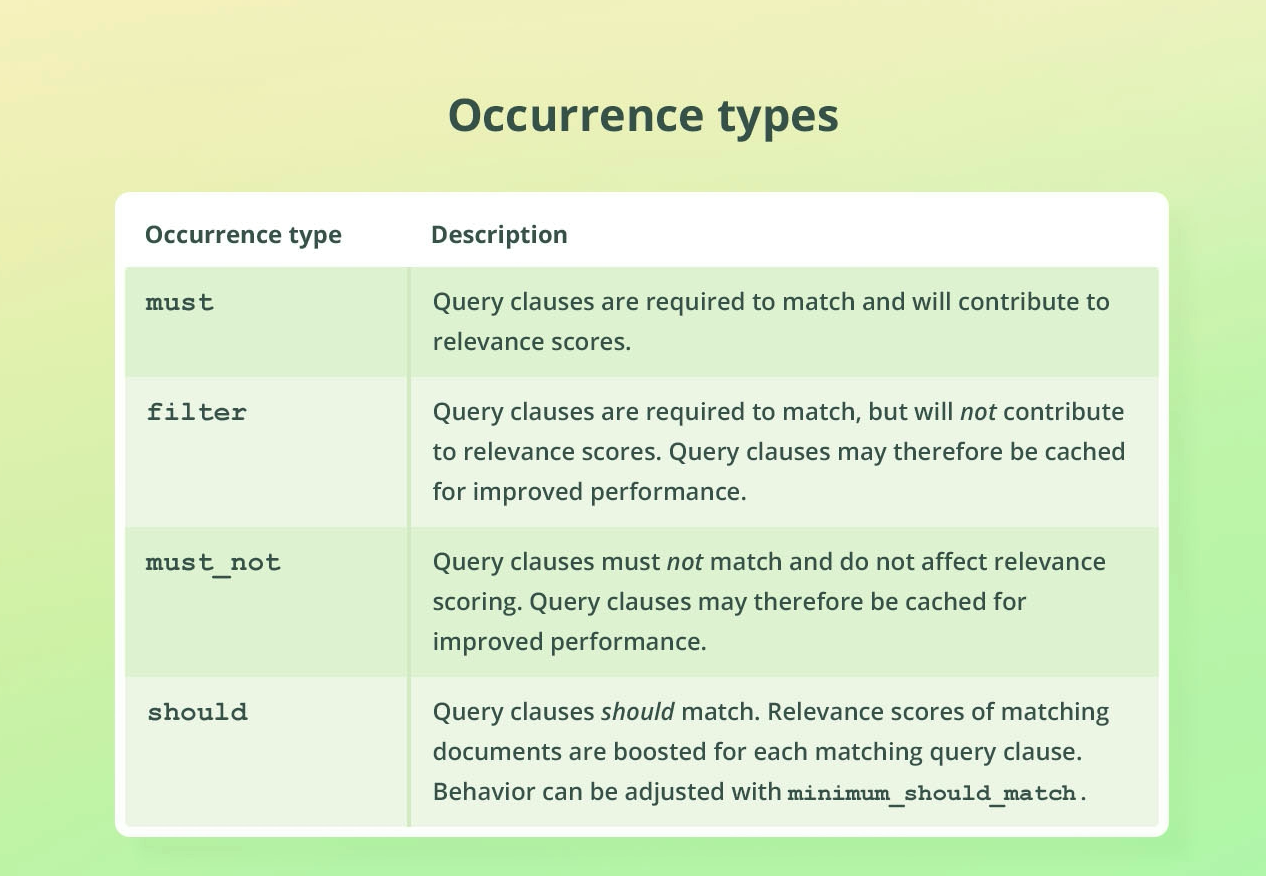 Occurrence types
Occurrence type Description
must Query clauses are required to match and will contribute to
relevance scores.
filter Query clauses are required to match, but will not contribute
to relevance scores. Query clauses may therefore be cached
for improved performance.
must_not Query clauses must not match and do not affect relevance
scoring. Query clauses may therefore be cached for
improved performance.
should Query clauses should match. Relevance scores of matching
documents are boosted for each matching query clause.
Behavior can be adjusted with minimum_should_match.